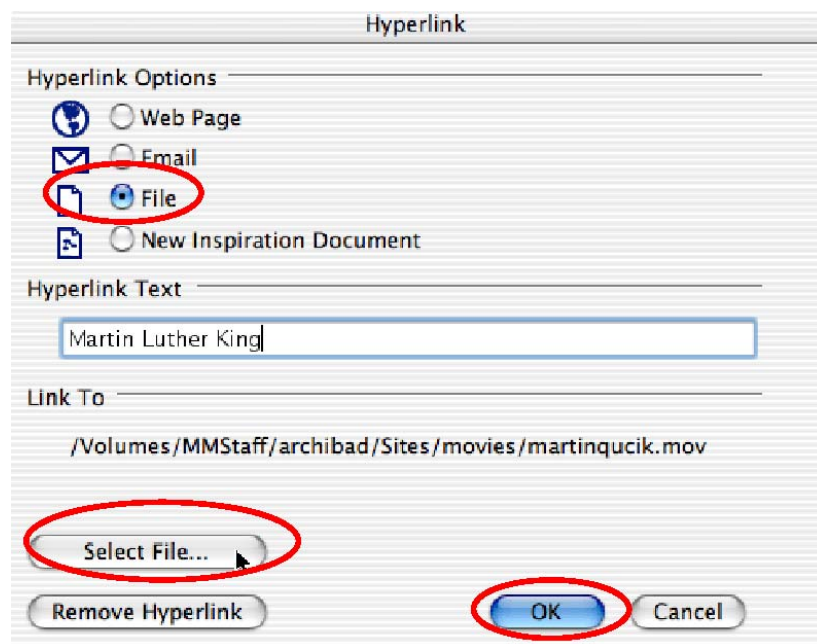 Hyperlink
Hyperlink Options
Web Page
Email
File
New Inspiration Document
Hyperlink Text
Martin Luther King
Link To
/Volumes/MMStaff/archibad/Sites/movies/martinqucik.mov
Select File...
Remove Hyperlink OK Cancel